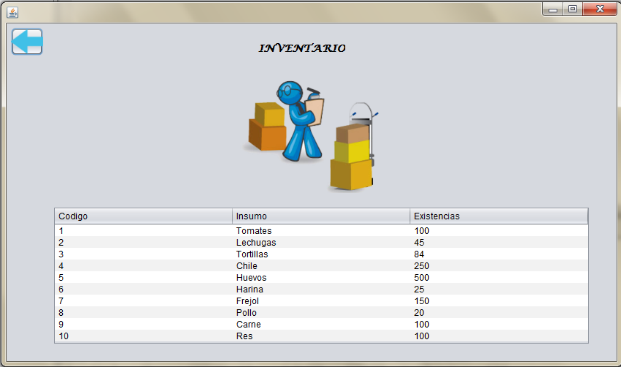 INVENTARIO
Codigo Insumo Existencias
1 Tomates 100
2 Lechugas 45
3 Tortillas 84
4 Chile 250
5 Huevos 500
6 Harina 25
7 Frejol 150
8 Pollo 20
9 Carne 100
10 Res 100